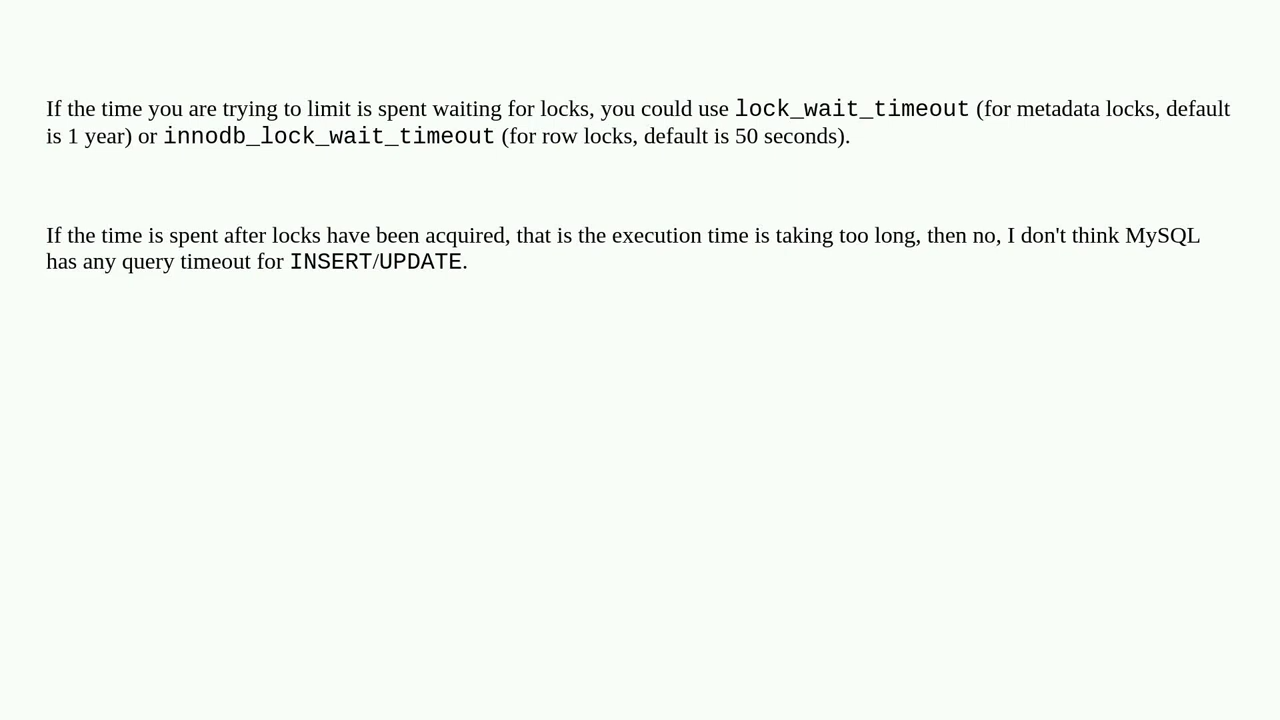 If the time you are trying to limit is spent waiting for locks, you could use lock_wait_timeout (for metadata locks, default
is 1 year) or innodb_lock_wait_timeout (for row locks, default is 50 seconds).
If the time is spent after locks have been acquired, that is the execution time is taking too long, then no, I don't think MySQL
has any query timeout for INSERT/UPDATE.